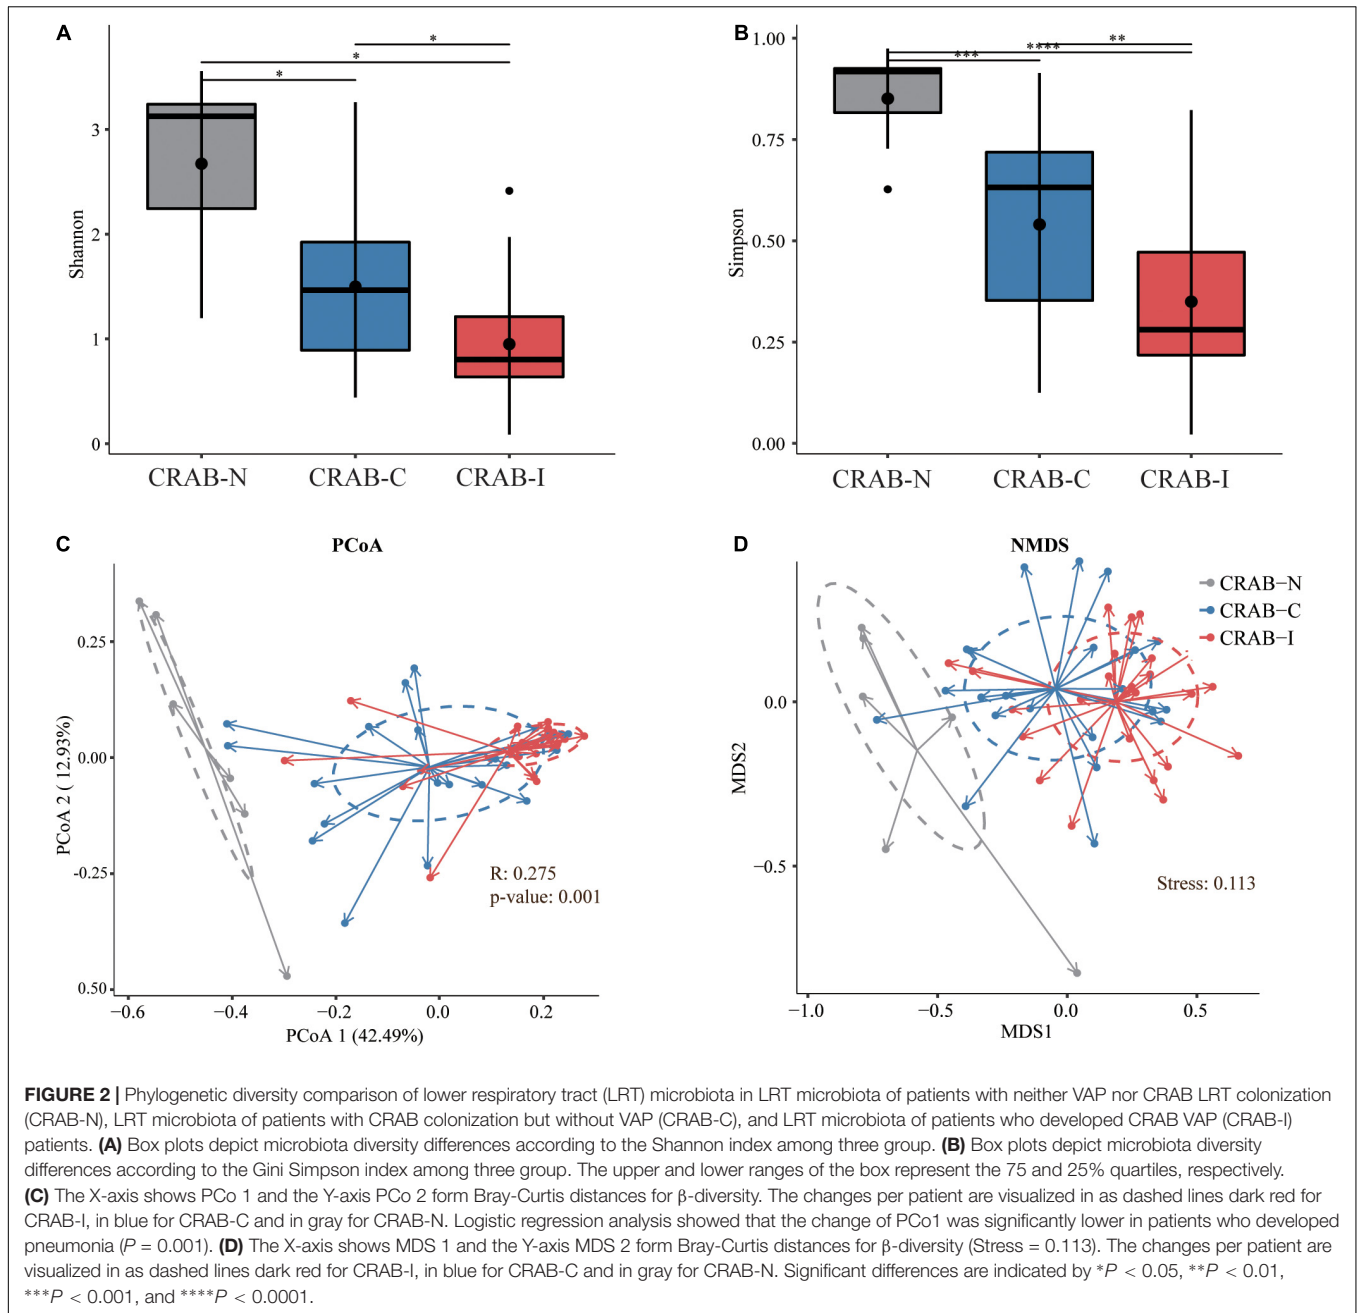 A
*
*
*
3
2
1
0
Shannon
CRAB-N
CRAB-C
CRAB-I
B
**
****
***
1.00
0.75
0.50
0.25
0.00
Simpson
CRAB-N
CRAB-C
CRAB-I
C
PCoA
0.25
0.00
-0.25
0.50
PCoA 2 ( 12.93%)
R: 0.275
p-value: 0.001
−0.6
−0.4
−0.2
0.0
0.2
PCoA 1 (42.49%)
D
NMDS
CRAB−N
CRAB−C
CRAB−I
0.0
−0.5
MDS2
Stress: 0.113
−1.0
−0.5
0.0
0.5
MDS1
FIGURE 2 | Phylogenetic diversity comparison of lower respiratory tract (LRT) microbiota in LRT microbiota of patients with neither VAP nor CRAB LRT colonization
(CRAB-N), LRT microbiota of patients with CRAB colonization but without VAP (CRAB-C), and LRT microbiota of patients who developed CRAB VAP (CRAB-I)
patients. (A) Box plots depict microbiota diversity differences according to the Shannon index among three group. (B) Box plots depict microbiota diversity
differences according to the Gini Simpson index among three group. The upper and lower ranges of the box represent the 75 and 25% quartiles, respectively.
(C) The X-axis shows PCo 1 and the Y-axis PCo 2 form Bray-Curtis distances for β-diversity. The changes per patient are visualized in as dashed lines dark red for
CRAB-I, in blue for CRAB-C and in gray for CRAB-N. Logistic regression analysis showed that the change of PCo1 was significantly lower in patients who developed
pneumonia (P = 0.001). (D) The X-axis shows MDS 1 and the Y-axis MDS 2 form Bray-Curtis distances for β-diversity (Stress = 0.113). The changes per patient are
visualized in as dashed lines dark red for CRAB-I, in blue for CRAB-C and in gray for CRAB-N. Significant differences are indicated by *P < 0.05, **P < 0.01,
***P < 0.001, and ****P < 0.0001.